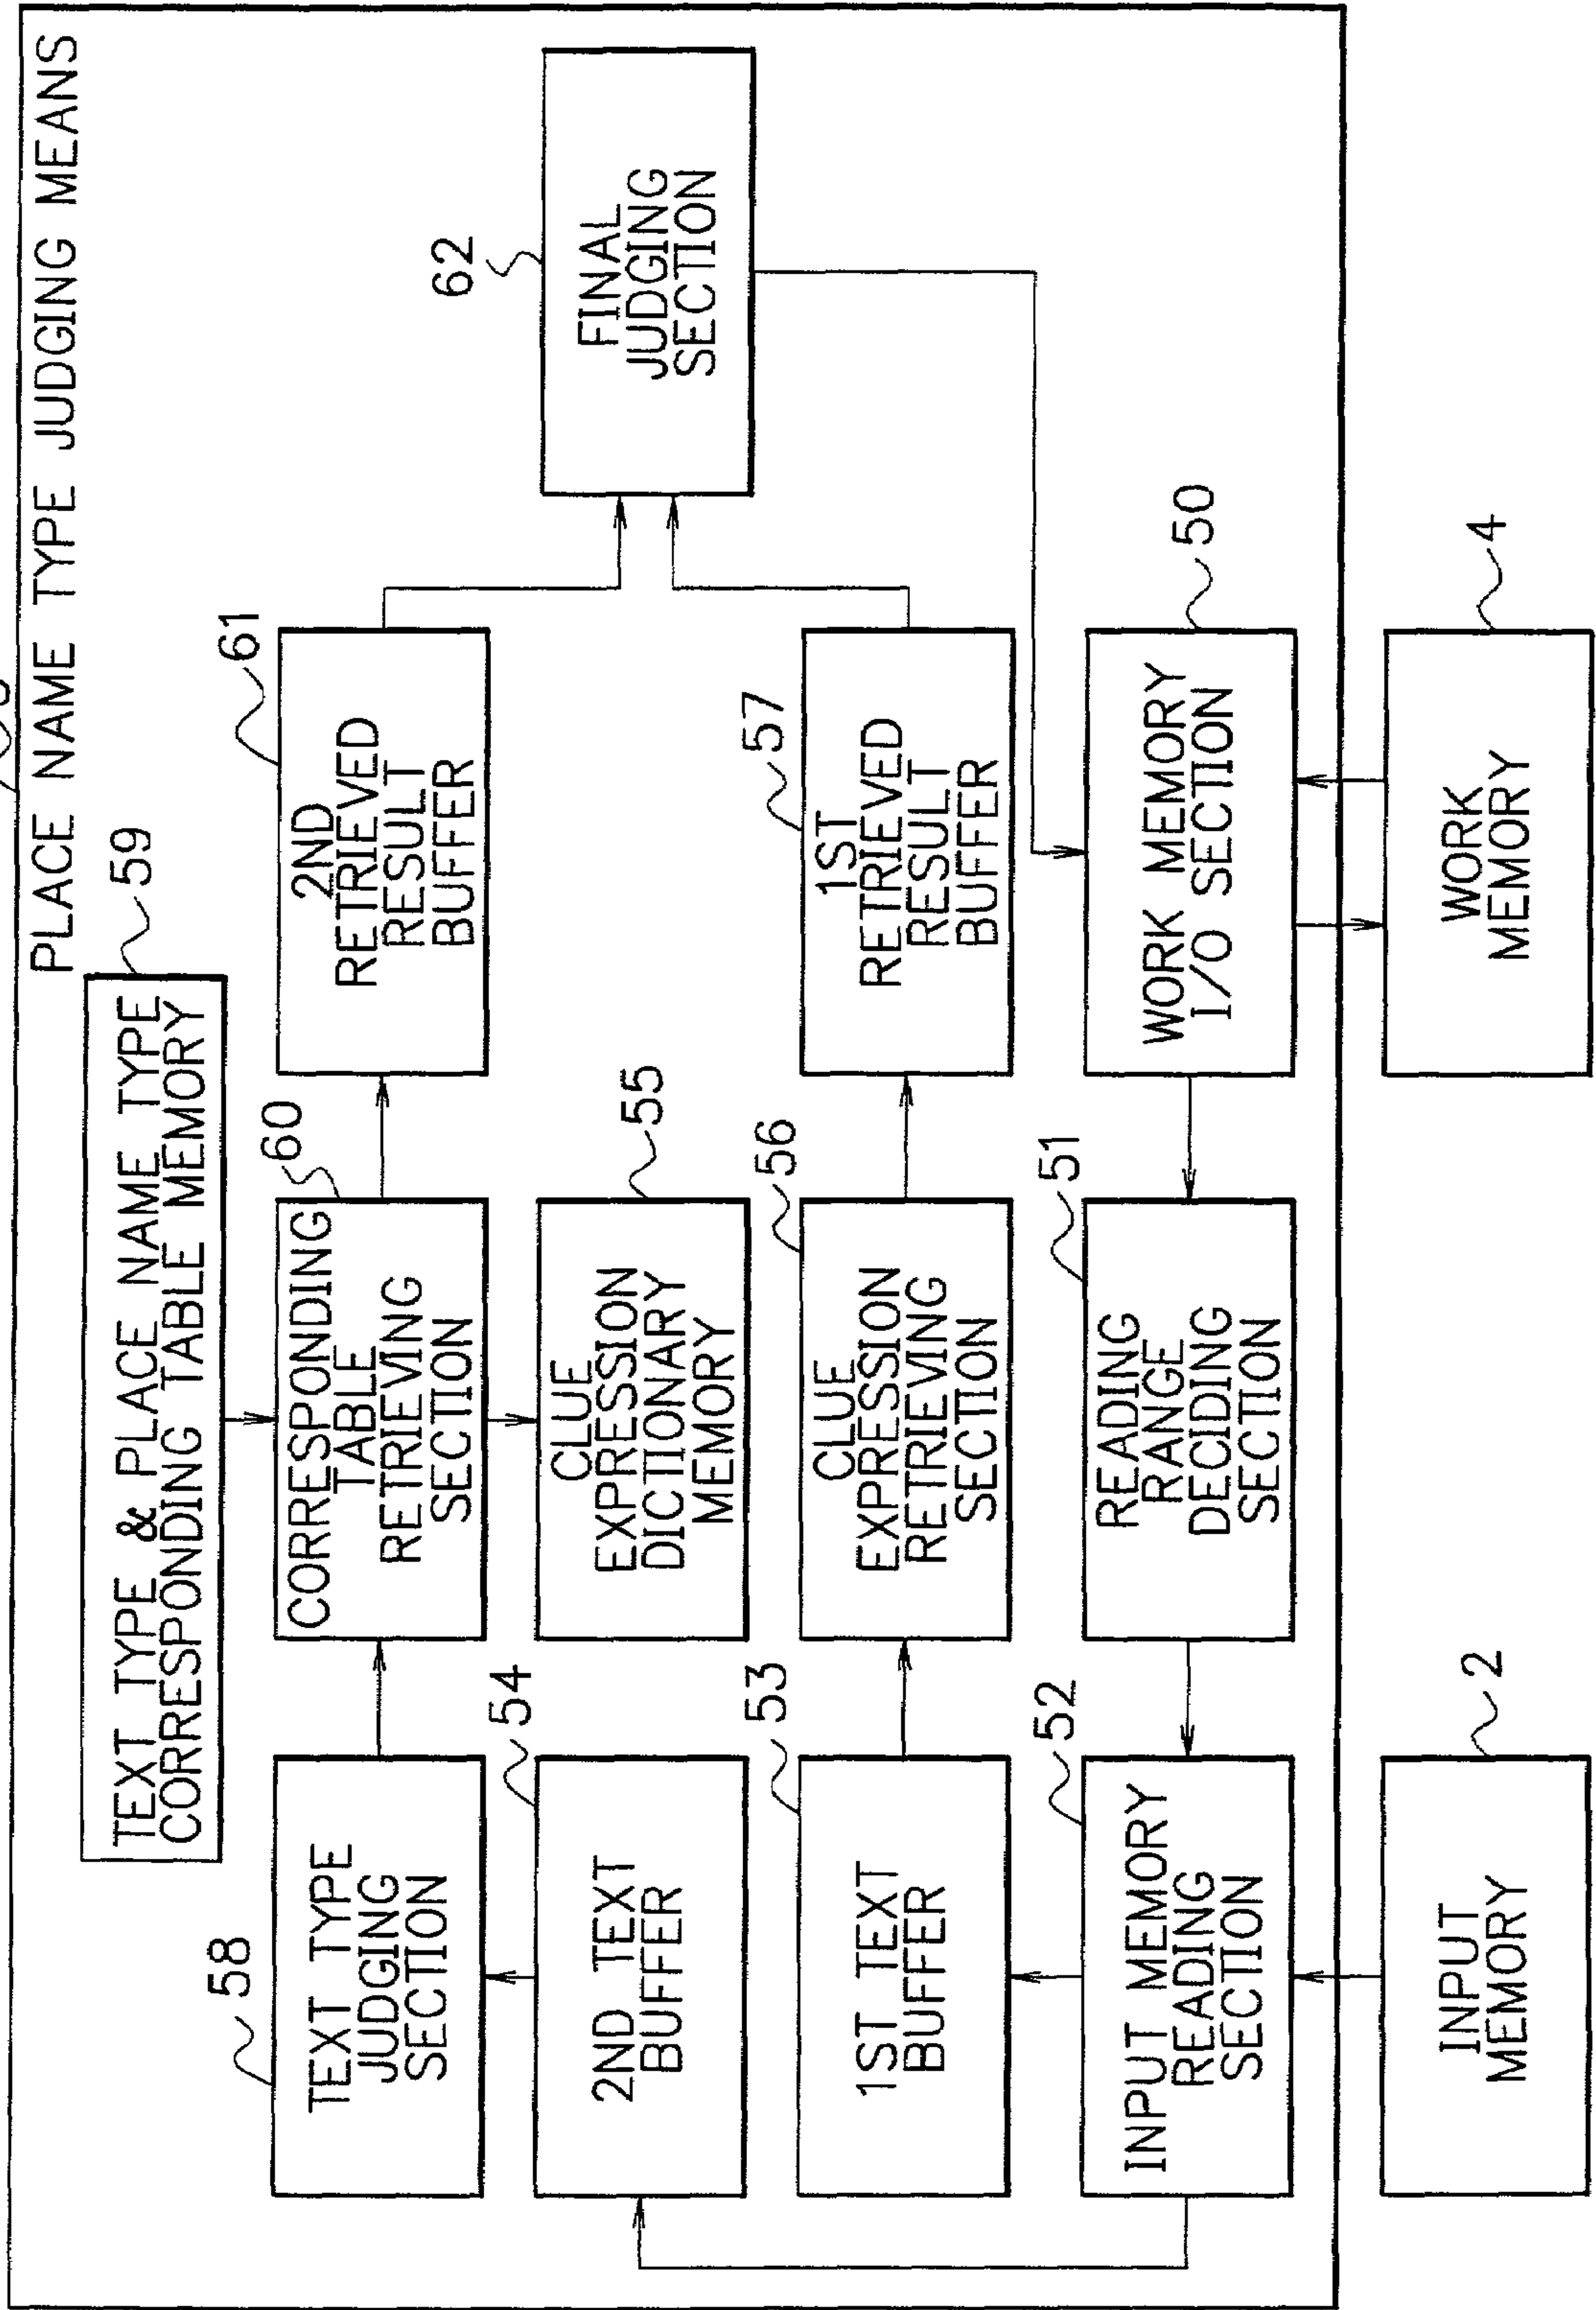 PLACE NAME TYPE JUDGING MEANS
59
TEXT TYPE & PLACE NAME TYPE
CORRESPONDING TABLE MEMORY
58
TEXT TYPE
JUDGING
SECTION
60
CORRESPONDING
TABLE
RETRIEVING
SECTION
61
2ND
RETRIEVED
RESULT
BUFFER
54
2ND TEXT
BUFFER
55
CLUE
EXPRESSION
DICTIONARY
MEMORY
62
FINAL
JUDGING
SECTION
53
1ST TEXT
BUFFER
56
CLUE
EXPRESSION
RETRIEVING
SECTION
57
1ST
RETRIEVED
RESULT
BUFFER
52
INPUT MEMORY
READING
SECTION
51
READING
RANGE
DECIDING
SECTION
50
WORK MEMORY
I/O SECTION
2
INPUT
MEMORY
4
WORK
MEMORY